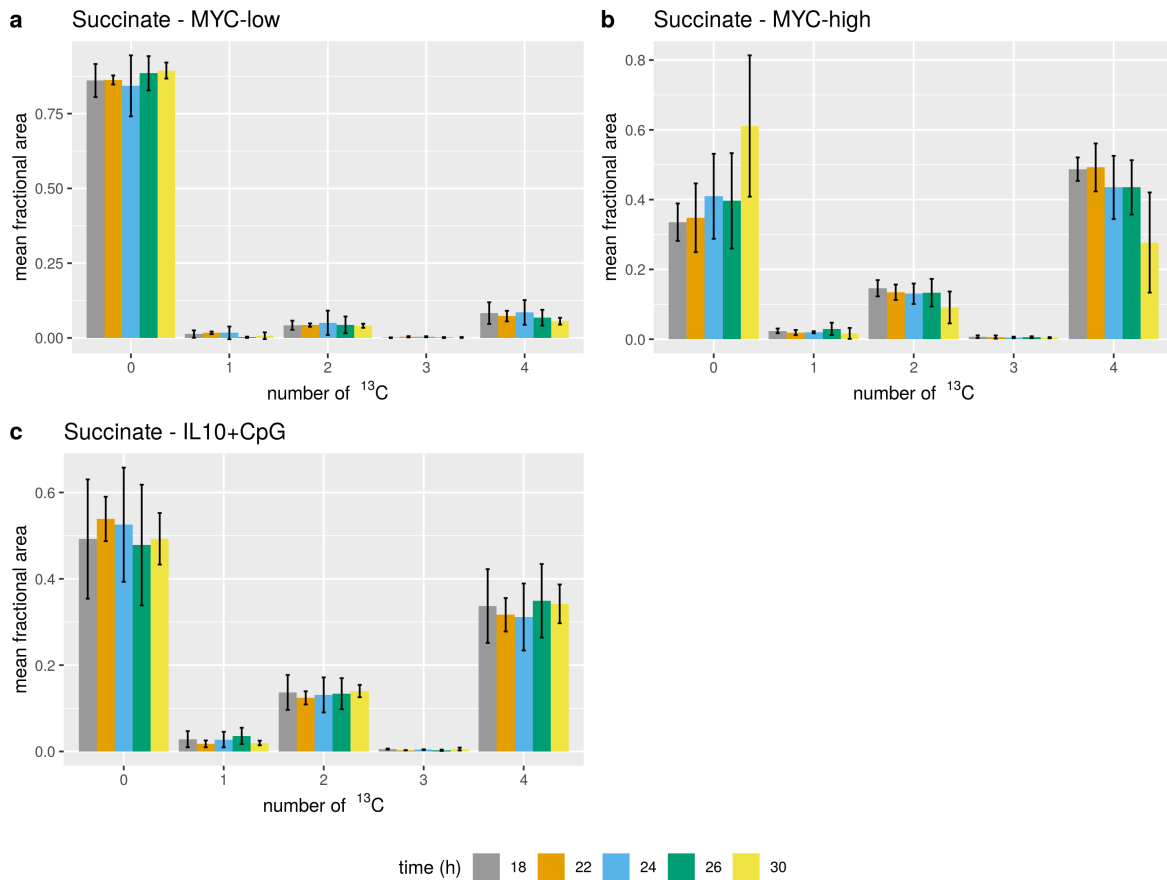 a Succinate - MYC-low
mean fractional area
0.75
0.50
0.25
0.00
0 1 2 3 4
number of ¹³C
b Succinate - MYC-high
mean fractional area
0.8
0.6
0.4
0.2
0.0
0 1 2 3 4
number of ¹³C
c Succinate - IL10+CpG
mean fractional area
0.6
0.4
0.2
0.0
0 1 2 3 4
number of ¹³C
time (h) 18 22 24 26 30